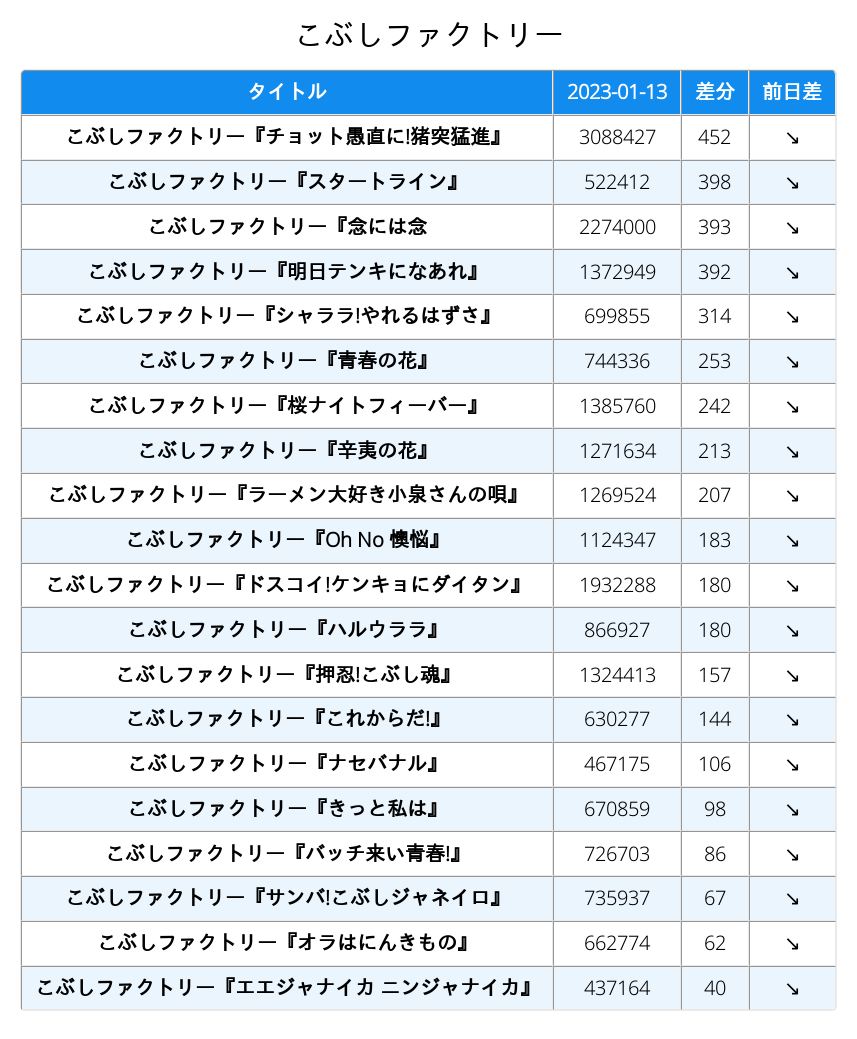 こぶしファクトリー
タイトル 2023-01-13 差分 前日差
こぶしファクトリー『チョット愚直に!猪突猛進』 3088427 452 ↘
こぶしファクトリー『スタートライン』 522412 398 ↘
こぶしファクトリー『念には念 2274000 393 ↘
こぶしファクトリー『明日テンキになあれ』 1372949 392 ↘
こぶしファクトリー『シャララ!やれるはずさ』 699855 314 ↘
こぶしファクトリー『青春の花』 744336 253 ↘
こぶしファクトリー『桜ナイトフィーバー』 1385760 242 ↘
こぶしファクトリー『辛夷の花』 1271634 213 ↘
こぶしファクトリー『ラーメン大好き小泉さんの唄』 1269524 207 ↘
こぶしファクトリー『Oh No 懊悩』 1124347 183 ↘
こぶしファクトリー『ドスコイ!ケンキョにダイタン』 1932288 180 ↘
こぶしファクトリー『ハルウララ』 866927 180 ↘
こぶしファクトリー『押忍!こぶし魂』 1324413 157 ↘
こぶしファクトリー『これからだ!』 630277 144 ↘
こぶしファクトリー『ナセバナル』 467175 106 ↘
こぶしファクトリー『きっと私は』 670859 98 ↘
こぶしファクトリー『バッチ来い青春!』 726703 86 ↘
こぶしファクトリー『サンバ!こぶしジャネイロ』 735937 67 ↘
こぶしファクトリー『オラはにんきもの』 662774 62 ↘
こぶしファクトリー『エエジャナイカ ニンジャナイカ』 437164 40 ↘